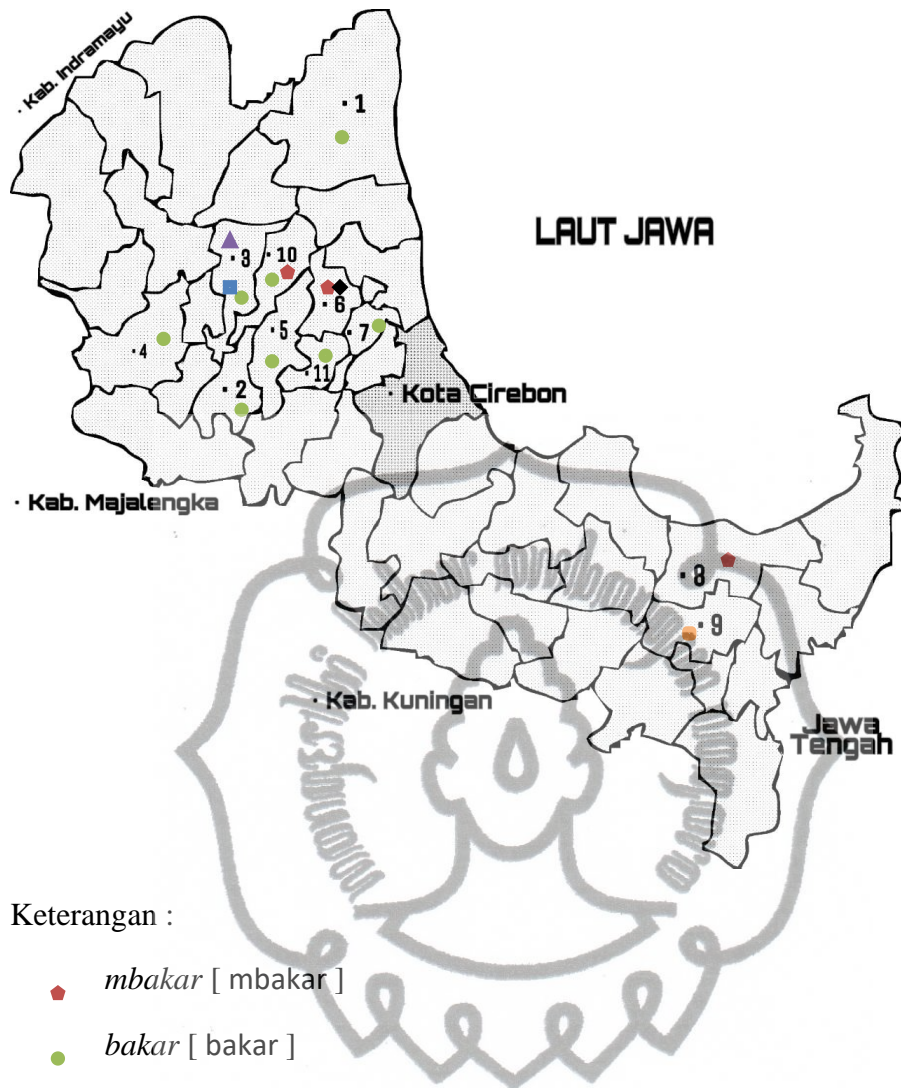 Kab. Indramayu
1
LAUT JAWA
3
10
6
7
5
4
11
2
Kota Cirebon
Kab. Majalengka
8
9
Kab. Kuningan
Jawa
Tengah
Keterangan :
mbakar [ mbakar ]
bakar [ bakar ]